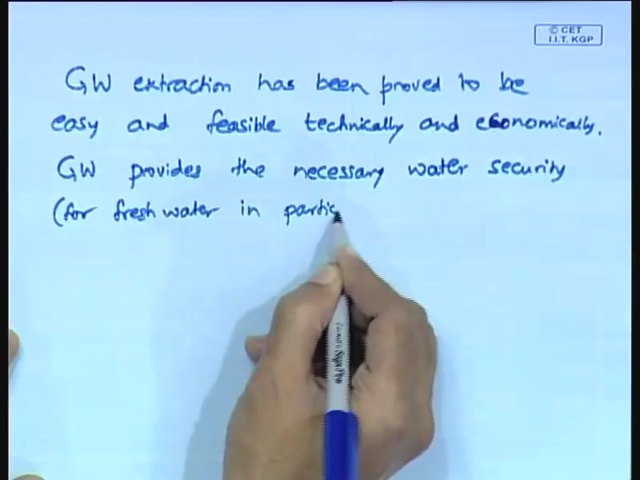 © CET
I.I.T. KGP
GW extraction has been proved to be
easy and feasible technically and economically.
GW provides the necessary water security
(for fresh water in partic